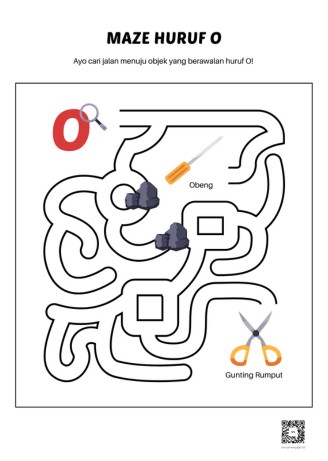 MAZE HURUF O
Ayo cari jalan menuju objek yang berawalan huruf O!
O
Obeng
Gunting Rumput